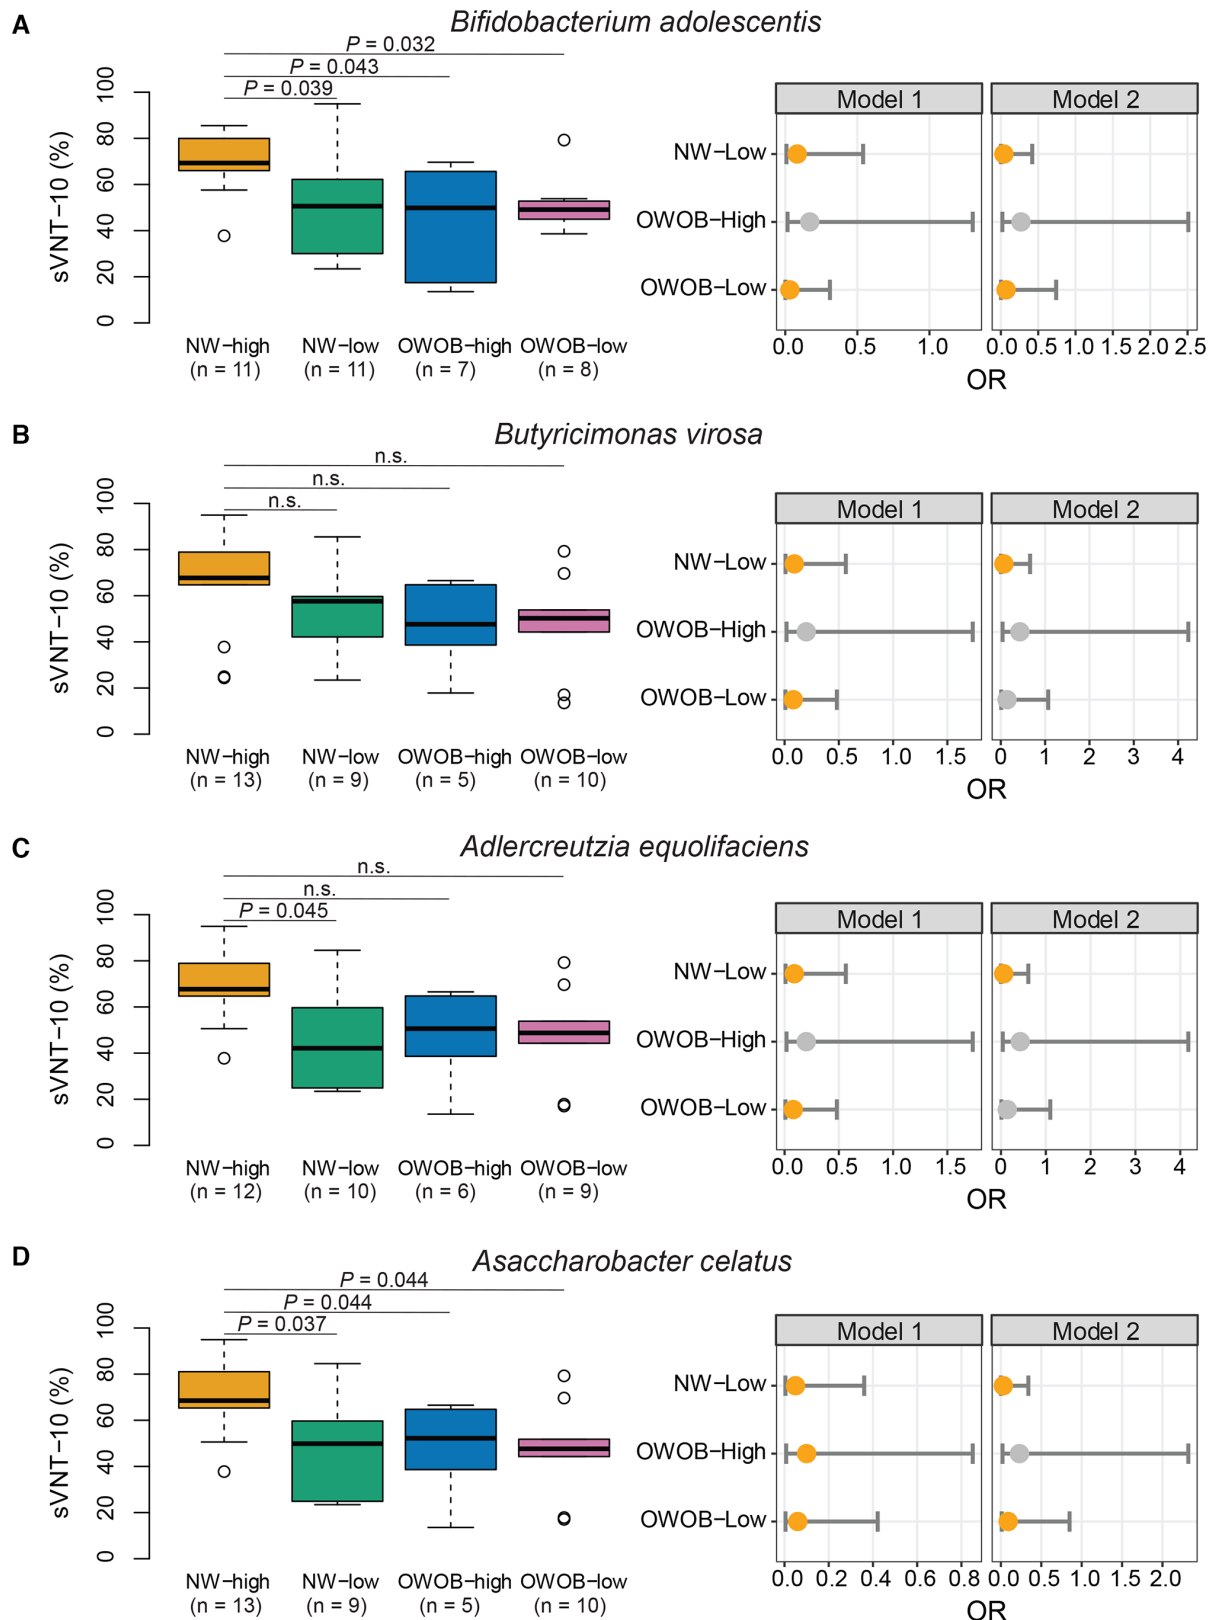 A
Bifidobacterium adolescentis
P = 0.032
P = 0.043
P = 0.039
sVNT−10 (%)
0 20 40 60 80 100
NW−high NW−low OWOB−high OWOB−low
(n = 11) (n = 11) (n = 7) (n = 8)
Model 1 Model 2
NW−Low
OWOB−High
OWOB−Low
0.0 0.5 1.0 0.0 0.5 1.0 1.5 2.0 2.5
OR
B
Butyricimonas virosa
n.s.
n.s.
n.s.
sVNT−10 (%)
0 20 40 60 80 100
NW−high NW−low OWOB−high OWOB−low
(n = 13) (n = 9) (n = 5) (n = 10)
Model 1 Model 2
NW−Low
OWOB−High
OWOB−Low
0.0 0.5 1.0 1.5 0 1 2 3 4
OR
C
Adlercreutzia equolifaciens
n.s.
n.s.
P = 0.045
sVNT−10 (%)
0 20 40 60 80 100
NW−high NW−low OWOB−high OWOB−low
(n = 12) (n = 10) (n = 6) (n = 9)
Model 1 Model 2
NW−Low
OWOB−High
OWOB−Low
0.0 0.5 1.0 1.5 0 1 2 3 4
OR
D
Asaccharobacter celatus
P = 0.044
P = 0.044
P = 0.037
sVNT−10 (%)
0 20 40 60 80 100
NW−high NW−low OWOB−high OWOB−low
(n = 13) (n = 9) (n = 5) (n = 10)
Model 1 Model 2
NW−Low
OWOB−High
OWOB−Low
0.0 0.2 0.4 0.6 0.8 0.0 0.5 1.0 1.5 2.0
OR